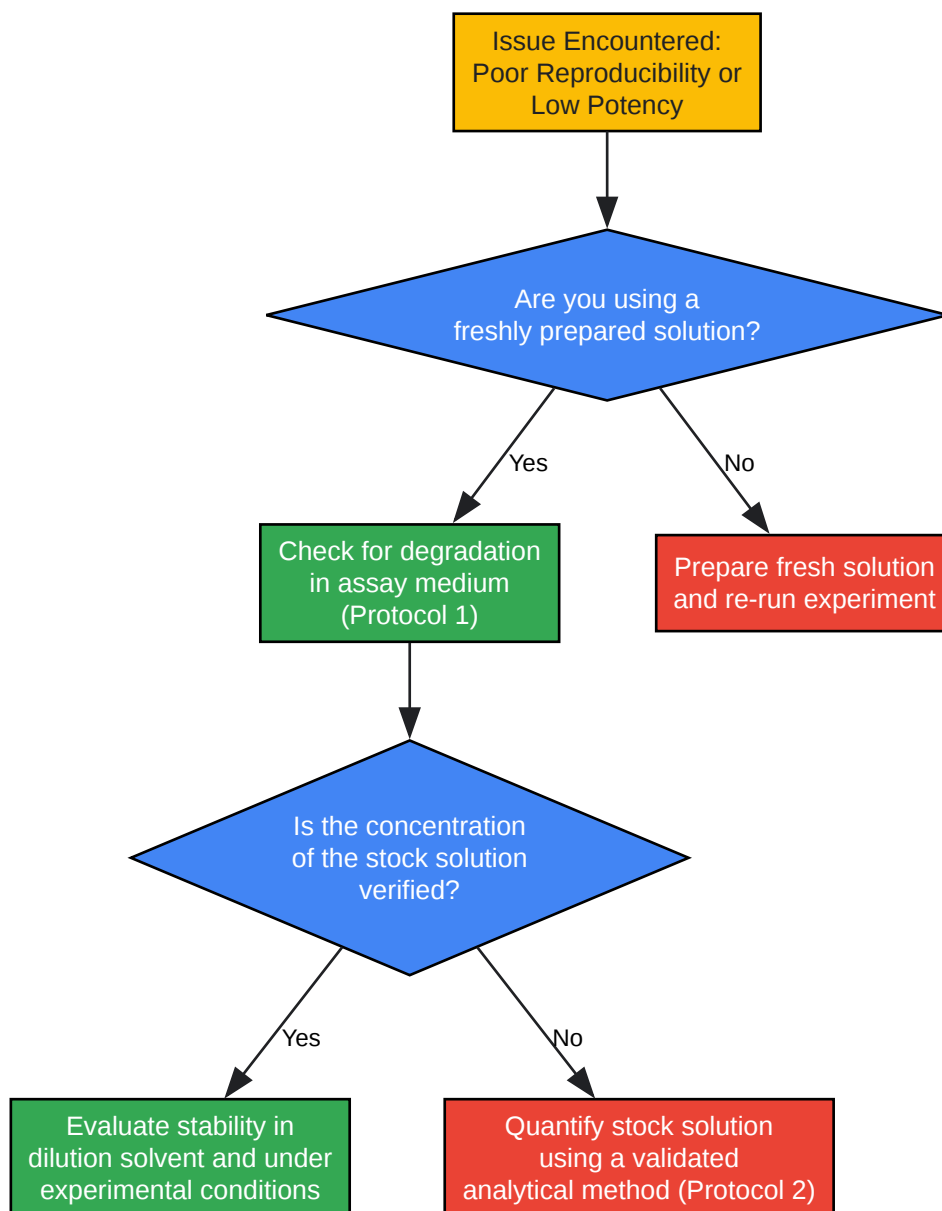 Issue Encountered:
Poor Reproducibility or
Low Potency
Are you using a
freshly prepared solution?
Yes
No
Check for degradation
in assay medium
(Protocol 1)
Prepare fresh solution
and re-run experiment
Is the concentration
of the stock solution
verified?
Yes
No
Evaluate stability in
dilution solvent and under
experimental conditions
Quantify stock solution
using a validated
analytical method (Protocol 2)